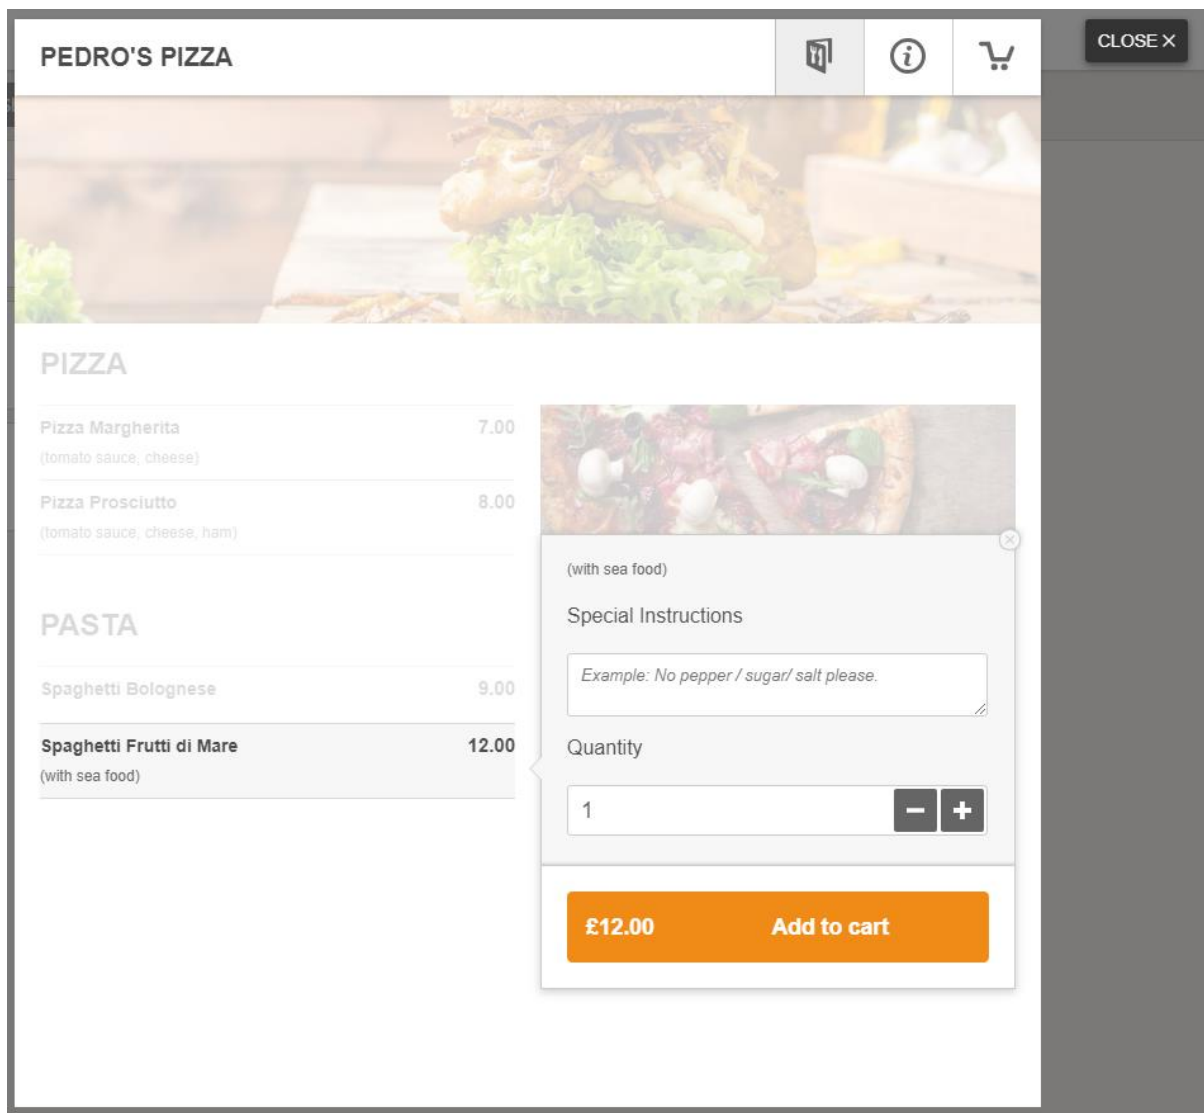 PEDRO'S PIZZA
CLOSE ×
PIZZA
Pizza Margherita 7.00
(tomato sauce, cheese)
Pizza Prosciutto 8.00
(tomato sauce, cheese, ham)
PASTA
Spaghetti Bolognese 9.00
Spaghetti Frutti di Mare 12.00
(with sea food)
(with sea food)
Special Instructions
Example: No pepper / sugar/ salt please.
Quantity
1
£12.00 Add to cart